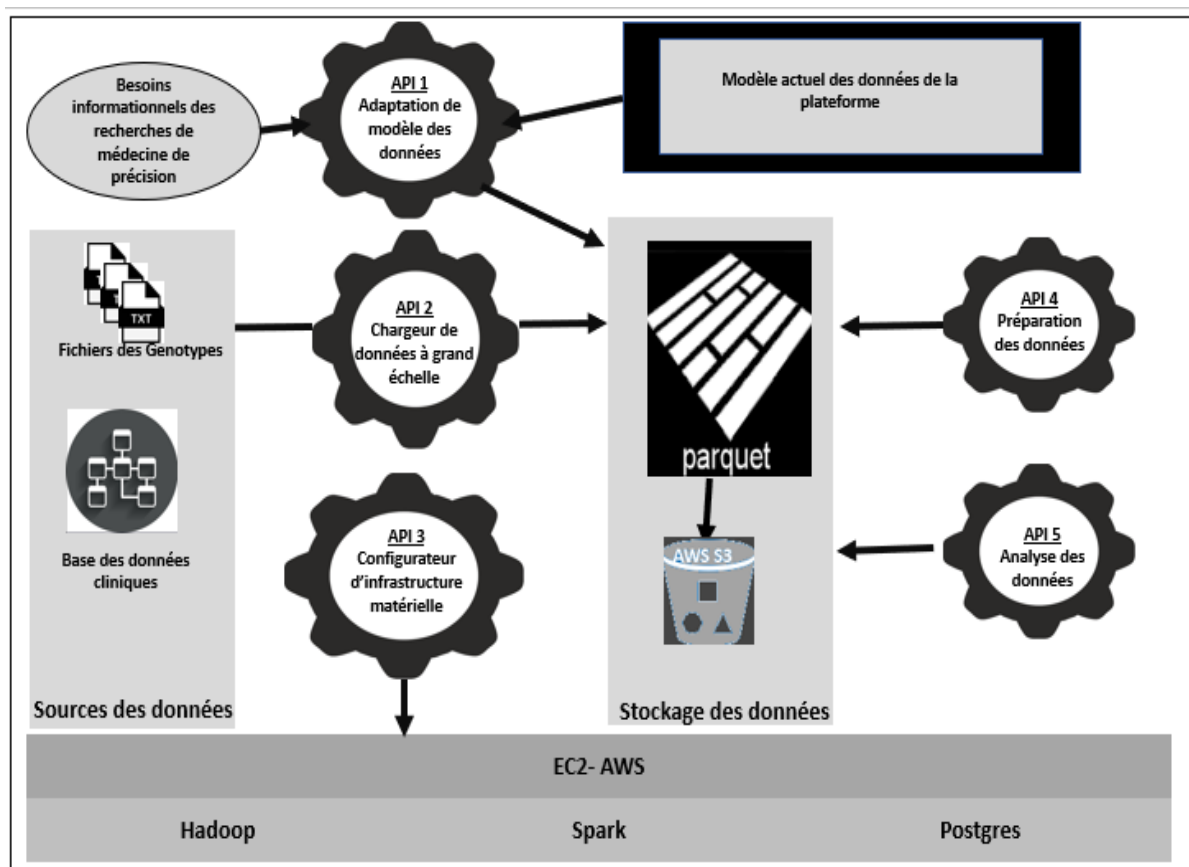 Besoins
informationnels des
recherches de
médecine de
précision
API 1
Adaptation de
modèle des
données
Modèle actuel des données de la
plateforme
TXT
Fichiers des Genotypes
Base des données
cliniques
Sources des données
API 2
Chargeur de
données à grand
échelle
API 3
Configurateur
d'infrastructure
matérielle
parquet
AWS S3
Stockage des données
API 4
Préparation
des données
API 5
Analyse des
données
EC2- AWS
Hadoop
Spark
Postgres